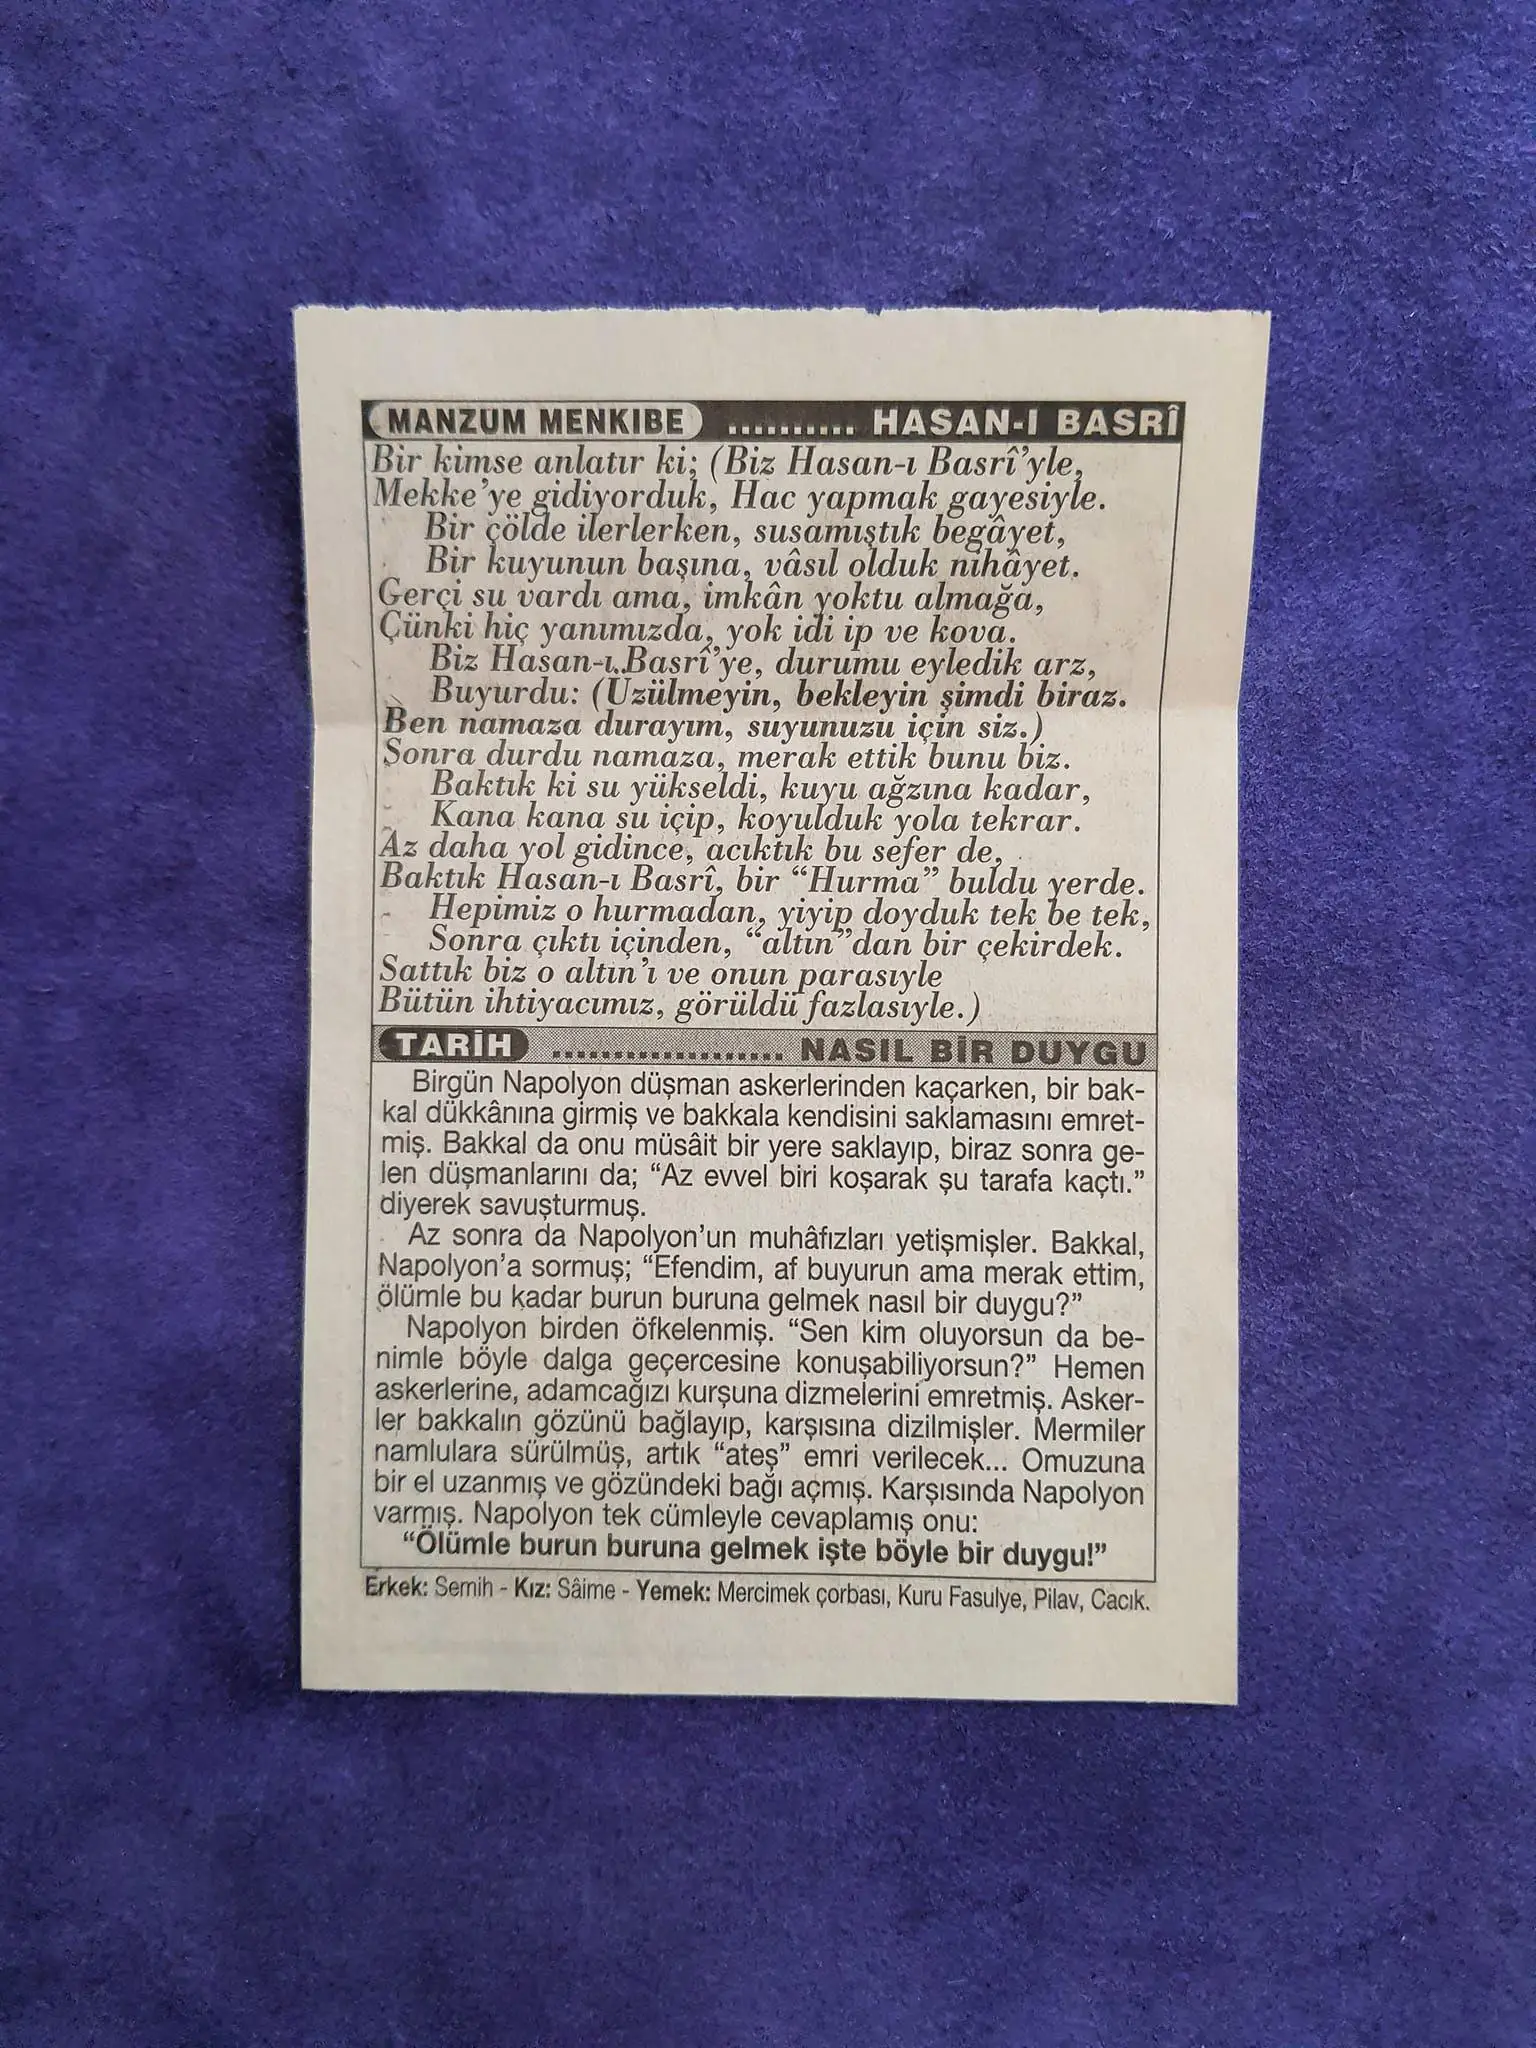 MANZUM MENKIBE .......... HASAN-I BASRÎ
Bir kimse anlatır ki; (Biz Hasan-ı Basrî'yle,
Mekke'ye gidiyorduk, Hac yapmak gayesiyle.
Bir çölde ilerlerken, susamıştık begâyet,
Bir kuyunun başına, vâsıl olduk nihâyet.
Gerçi su vardı ama, imkân yoktu almağa,
Çünki hiç yanımızda, yok idi ip ve kova.
Biz Hasan-ı Basrî'ye, durumu eyledik arz,
Buyurdu: (Üzülmeyin, bekleyin şimdi biraz.
Ben namaza durayım, suyunuzu için siz.)
Sonra durdu namaza, merak ettik bunu biz.
Baktık ki su yükseldi, kuyu ağzına kadar,
Kana kana su içip, koyulduk yola tekrar.
Az daha yol gidince, acıktık bu sefer de,
Baktık Hasan-ı Basrî, bir “Hurma” buldu yerde.
Hepimiz o hurmadan, yiyip doyduk tek be tek,
Sonra çıktı içinden, “altın”dan bir çekirdek.
Sattık biz o altın'ı ve onun parasıyle
Bütün ihtiyacımız, görüldü fazlasıyle.)
TARİH ................... NASIL BİR DUYGU
Birgün Napolyon düşman askerlerinden kaçarken, bir bak-
kal dükkânına girmiş ve bakkala kendisini saklamasını emret-
miş. Bakkal da onu müsâit bir yere saklayıp, biraz sonra ge-
len düşmanlarını da; “Az evvel biri koşarak şu tarafa kaçtı.”
diyerek savuşturmuş.
Az sonra da Napolyon'un muhâfızları yetişmişler. Bakkal,
Napolyon'a sormuş; “Efendim, af buyurun ama merak ettim,
ölümle bu kadar burun buruna gelmek nasıl bir duygu?”
Napolyon birden öfkelenmiş. “Sen kim oluyorsun da be-
nimle böyle dalga geçercesine konuşabiliyorsun?” Hemen
askerlerine, adamcağızı kurşuna dizmelerini emretmiş. Asker-
ler bakkalın gözünü bağlayıp, karşısına dizilmişler. Mermiler
namlulara sürülmüş, artık “ateş” emri verilecek... Omuzuna
bir el uzanmış ve gözündeki bağı açmış. Karşısında Napolyon
varmış. Napolyon tek cümleyle cevaplamış onu:
“Ölümle burun buruna gelmek işte böyle bir duygu!”
Erkek: Semih - Kız: Sâime - Yemek: Mercimek çorbası, Kuru Fasulye, Pilav, Cacık.